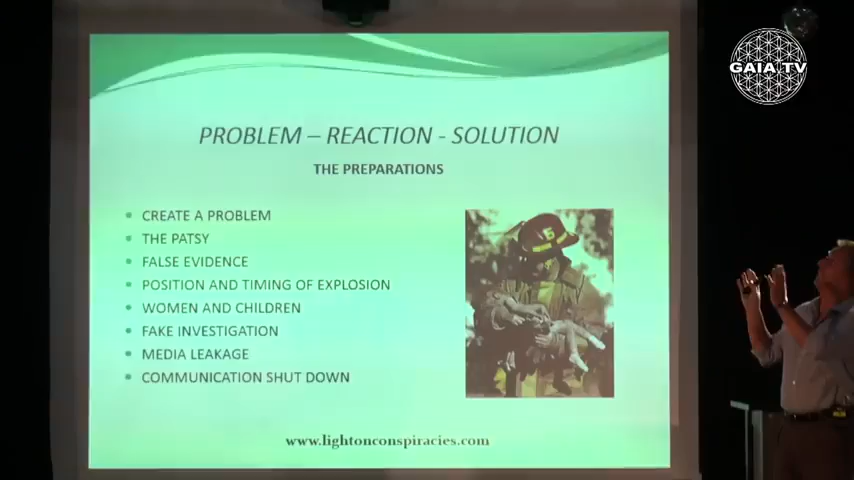 GAIA TV
PROBLEM – REACTION - SOLUTION
THE PREPARATIONS
CREATE A PROBLEM
THE PATSY
FALSE EVIDENCE
POSITION AND TIMING OF EXPLOSION
WOMEN AND CHILDREN
FAKE INVESTIGATION
MEDIA LEAKAGE
COMMUNICATION SHUT DOWN
5
www.lightonconspiracies.com